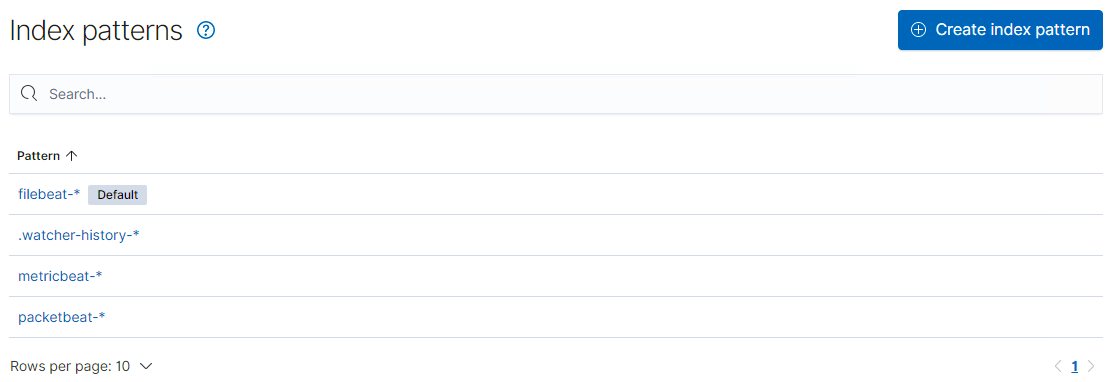 Index patterns
Create index pattern
Search...
Pattern
filebeat-* Default
.watcher-history-*
metricbeat-*
packetbeat-*
Rows per page: 10
1